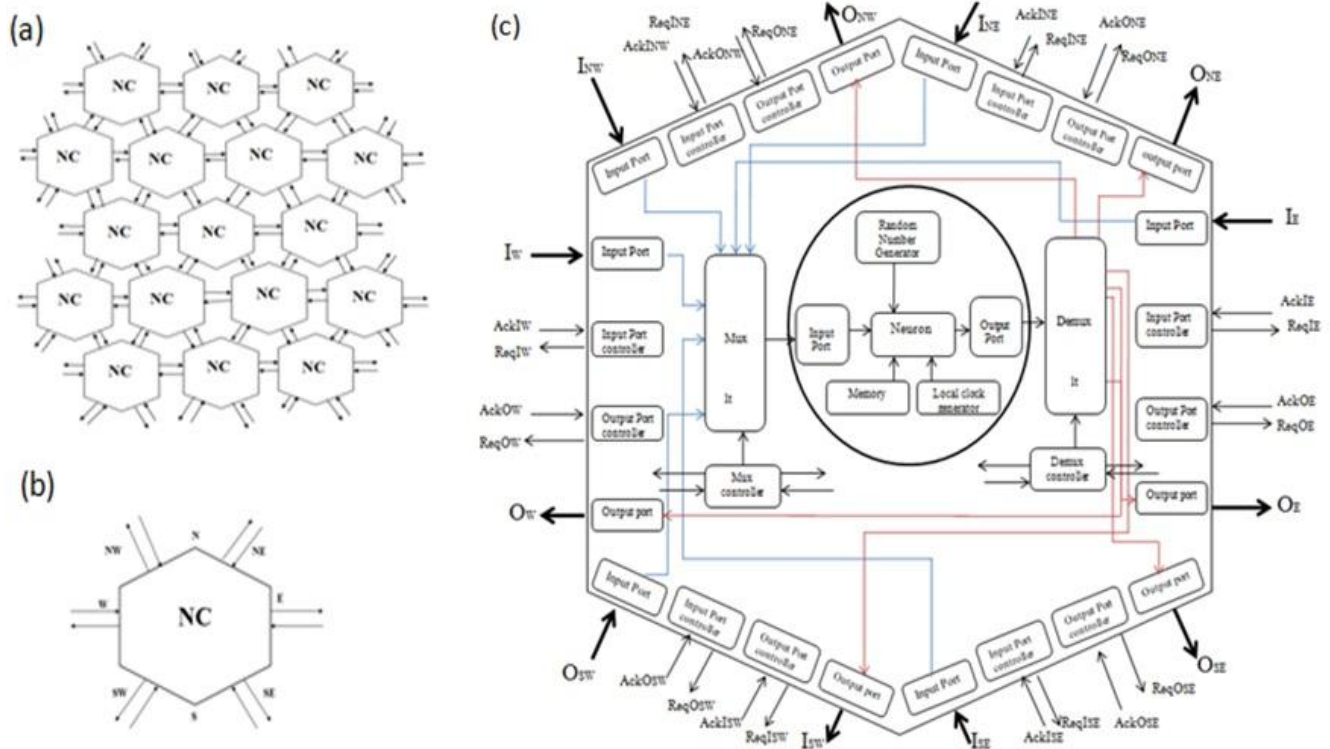 (a)
NC NC NC
NC NC NC NC
NC NC NC
NC NC NC NC
NC NC NC
(b)
N
NW NE
W E
NC
SW SE
S
(c)
ReqINE
AckINW
AckONW
ReqONE
ONW
INE
AckINE
ReqINE
AckONE
ReqONE
INW
ONE
Input Port
Input Port
controller
Output Port
controller
Output Port
Input Port
Input Port
controller
Output Port
controller
output port
IW
Input Port
AckIW
ReqIW
Input Port
controller
AckOW
ReqOW
Output Port
controller
OW
Output port
Mux
It
Mux
controller
Random
Number
Generator
Input
Port
Neuron
Output
Port
Memory
Local clock
generator
Demux
It
Demux
controller
Input Port
IE
Input Port
controller
AckIE
ReqIE
Output Port
controller
AckOE
ReqOE
Output port
OE
Input Port
Input Port
controller
Output Port
controller
Output port
Input Port
Input Port
controller
Output Port
controller
Output port
OSW
AckOSW
ReqOSW
AckISW
ReqISW
ISW
ISE
AckISE
ReqISE
AckOSE
ReqOSE
OSE